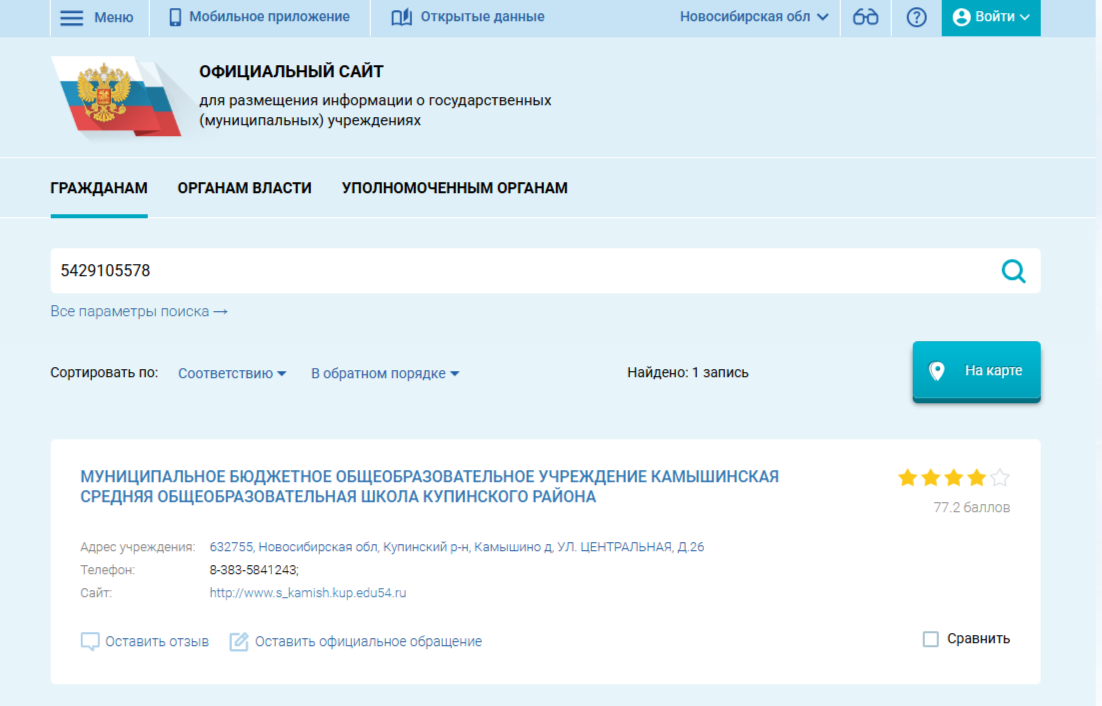 Меню Мобильное приложение Открытые данные Новосибирская обл Войти
ОФИЦИАЛЬНЫЙ САЙТ
для размещения информации о государственных
(муниципальных) учреждениях
ГРАЖДАНАМ ОРГАНАМ ВЛАСТИ УПОЛНОМОЧЕННЫМ ОРГАНАМ
5429105578
Все параметры поиска →
Сортировать по: Соответствию В обратном порядке Найдено: 1 запись На карте
МУНИЦИПАЛЬНОЕ БЮДЖЕТНОЕ ОБЩЕОБРАЗОВАТЕЛЬНОЕ УЧРЕЖДЕНИЕ КАМЫШИНСКАЯ
СРЕДНЯЯ ОБЩЕОБРАЗОВАТЕЛЬНАЯ ШКОЛА КУПИНСКОГО РАЙОНА
77.2 баллов
Адрес учреждения: 632755, Новосибирская обл, Купинский р-н, Камышино д, УЛ. ЦЕНТРАЛЬНАЯ, Д.26
Телефон: 8-383-5841243;
Сайт: http://www.s_kamish.kup.edu54.ru
Оставить отзыв Оставить официальное обращение Сравнить